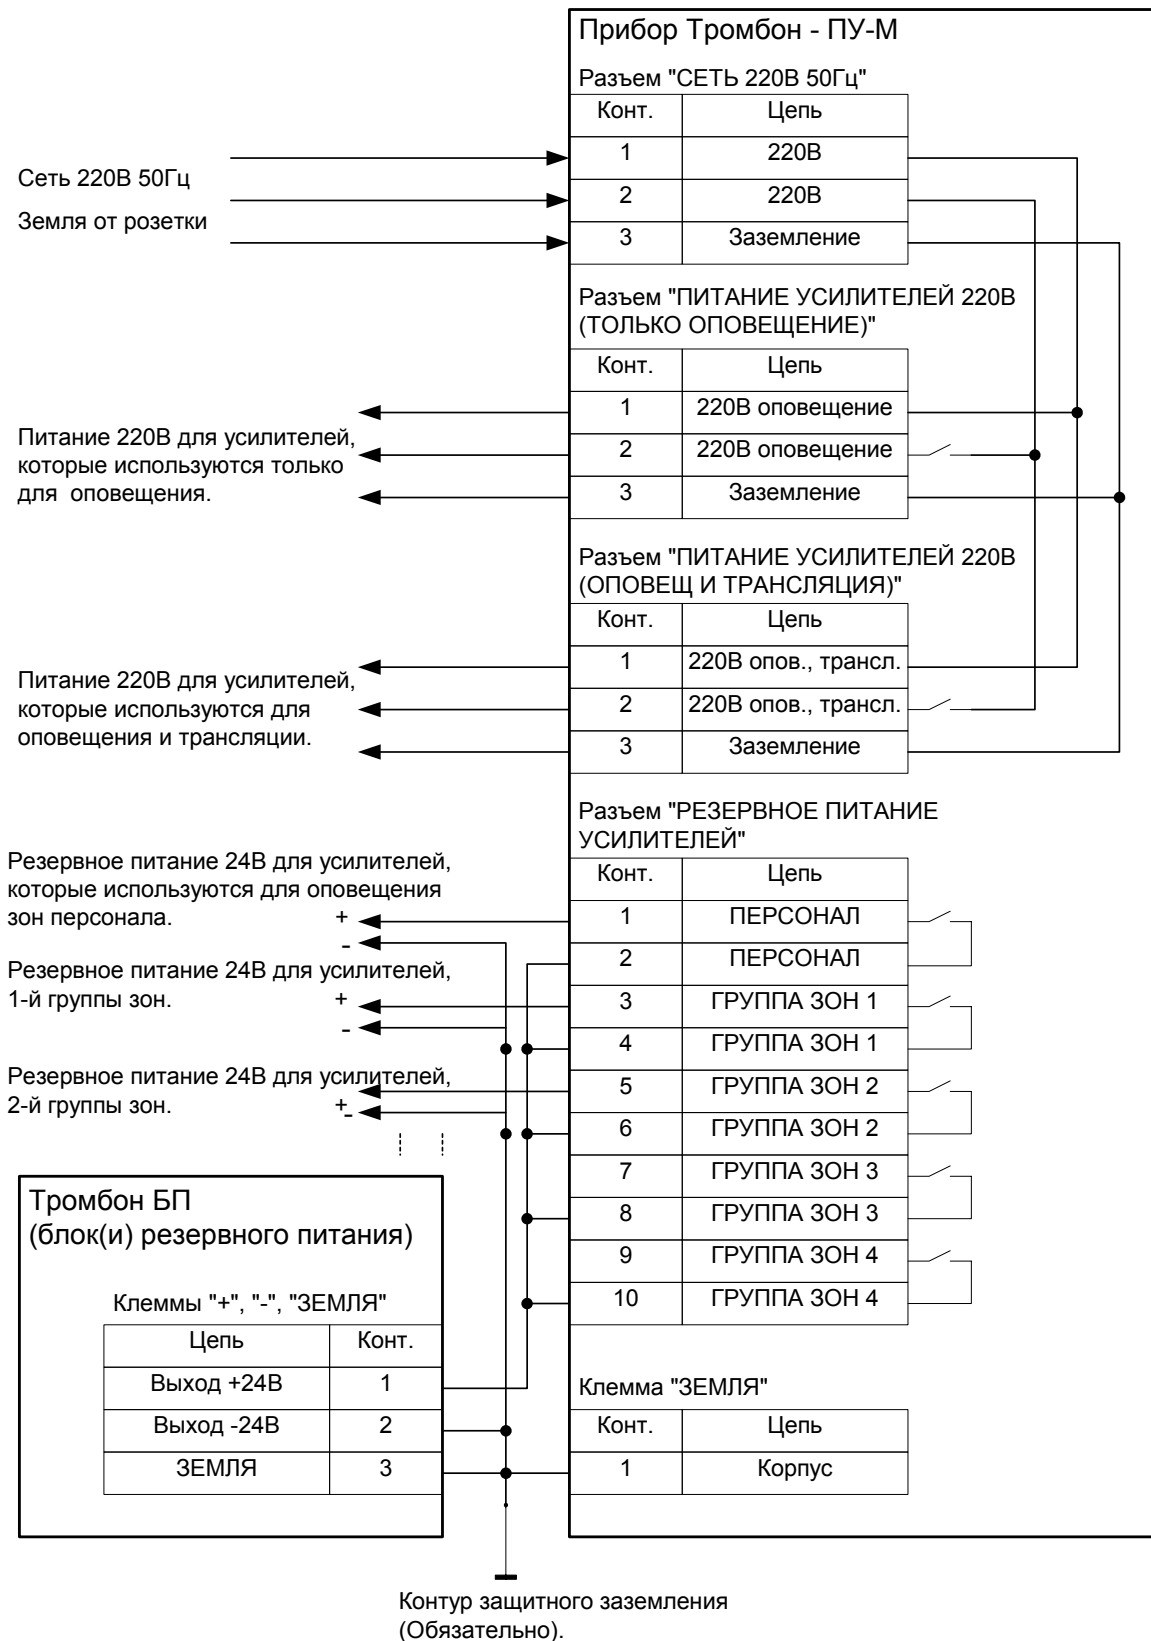 Прибор Тромбон - ПУ-М
Разъем "СЕТЬ 220В 50Гц"
Конт. Цепь
1 220В
2 220В
3 Заземление
Сеть 220В 50Гц
Земля от розетки
Разъем "ПИТАНИЕ УСИЛИТЕЛЕЙ 220В
(ТОЛЬКО ОПОВЕЩЕНИЕ)"
Конт. Цепь
1 220В оповещение
2 220В оповещение
3 Заземление
Питание 220В для усилителей,
которые используются только
для оповещения.
Разъем "ПИТАНИЕ УСИЛИТЕЛЕЙ 220В
(ОПОВЕЩ И ТРАНСЛЯЦИЯ)"
Конт. Цепь
1 220В опов., трансл.
2 220В опов., трансл.
3 Заземление
Питание 220В для усилителей,
которые используются для
оповещения и трансляции.
Разъем "РЕЗЕРВНОЕ ПИТАНИЕ
УСИЛИТЕЛЕЙ"
Конт. Цепь
1 ПЕРСОНАЛ
2 ПЕРСОНАЛ
3 ГРУППА ЗОН 1
4 ГРУППА ЗОН 1
5 ГРУППА ЗОН 2
6 ГРУППА ЗОН 2
7 ГРУППА ЗОН 3
8 ГРУППА ЗОН 3
9 ГРУППА ЗОН 4
10 ГРУППА ЗОН 4
Резервное питание 24В для усилителей,
которые используются для оповещения
зон персонала. +
-
Резервное питание 24В для усилителей,
1-й группы зон. +
-
Резервное питание 24В для усилителей,
2-й группы зон. +
-
Тромбон БП
(блок(и) резервного питания)
Клеммы "+", "-", "ЗЕМЛЯ"
Цепь Конт.
Выход +24В 1
Выход -24В 2
ЗЕМЛЯ 3
Клемма "ЗЕМЛЯ"
Конт. Цепь
1 Корпус
Контур защитного заземления
(Обязательно).